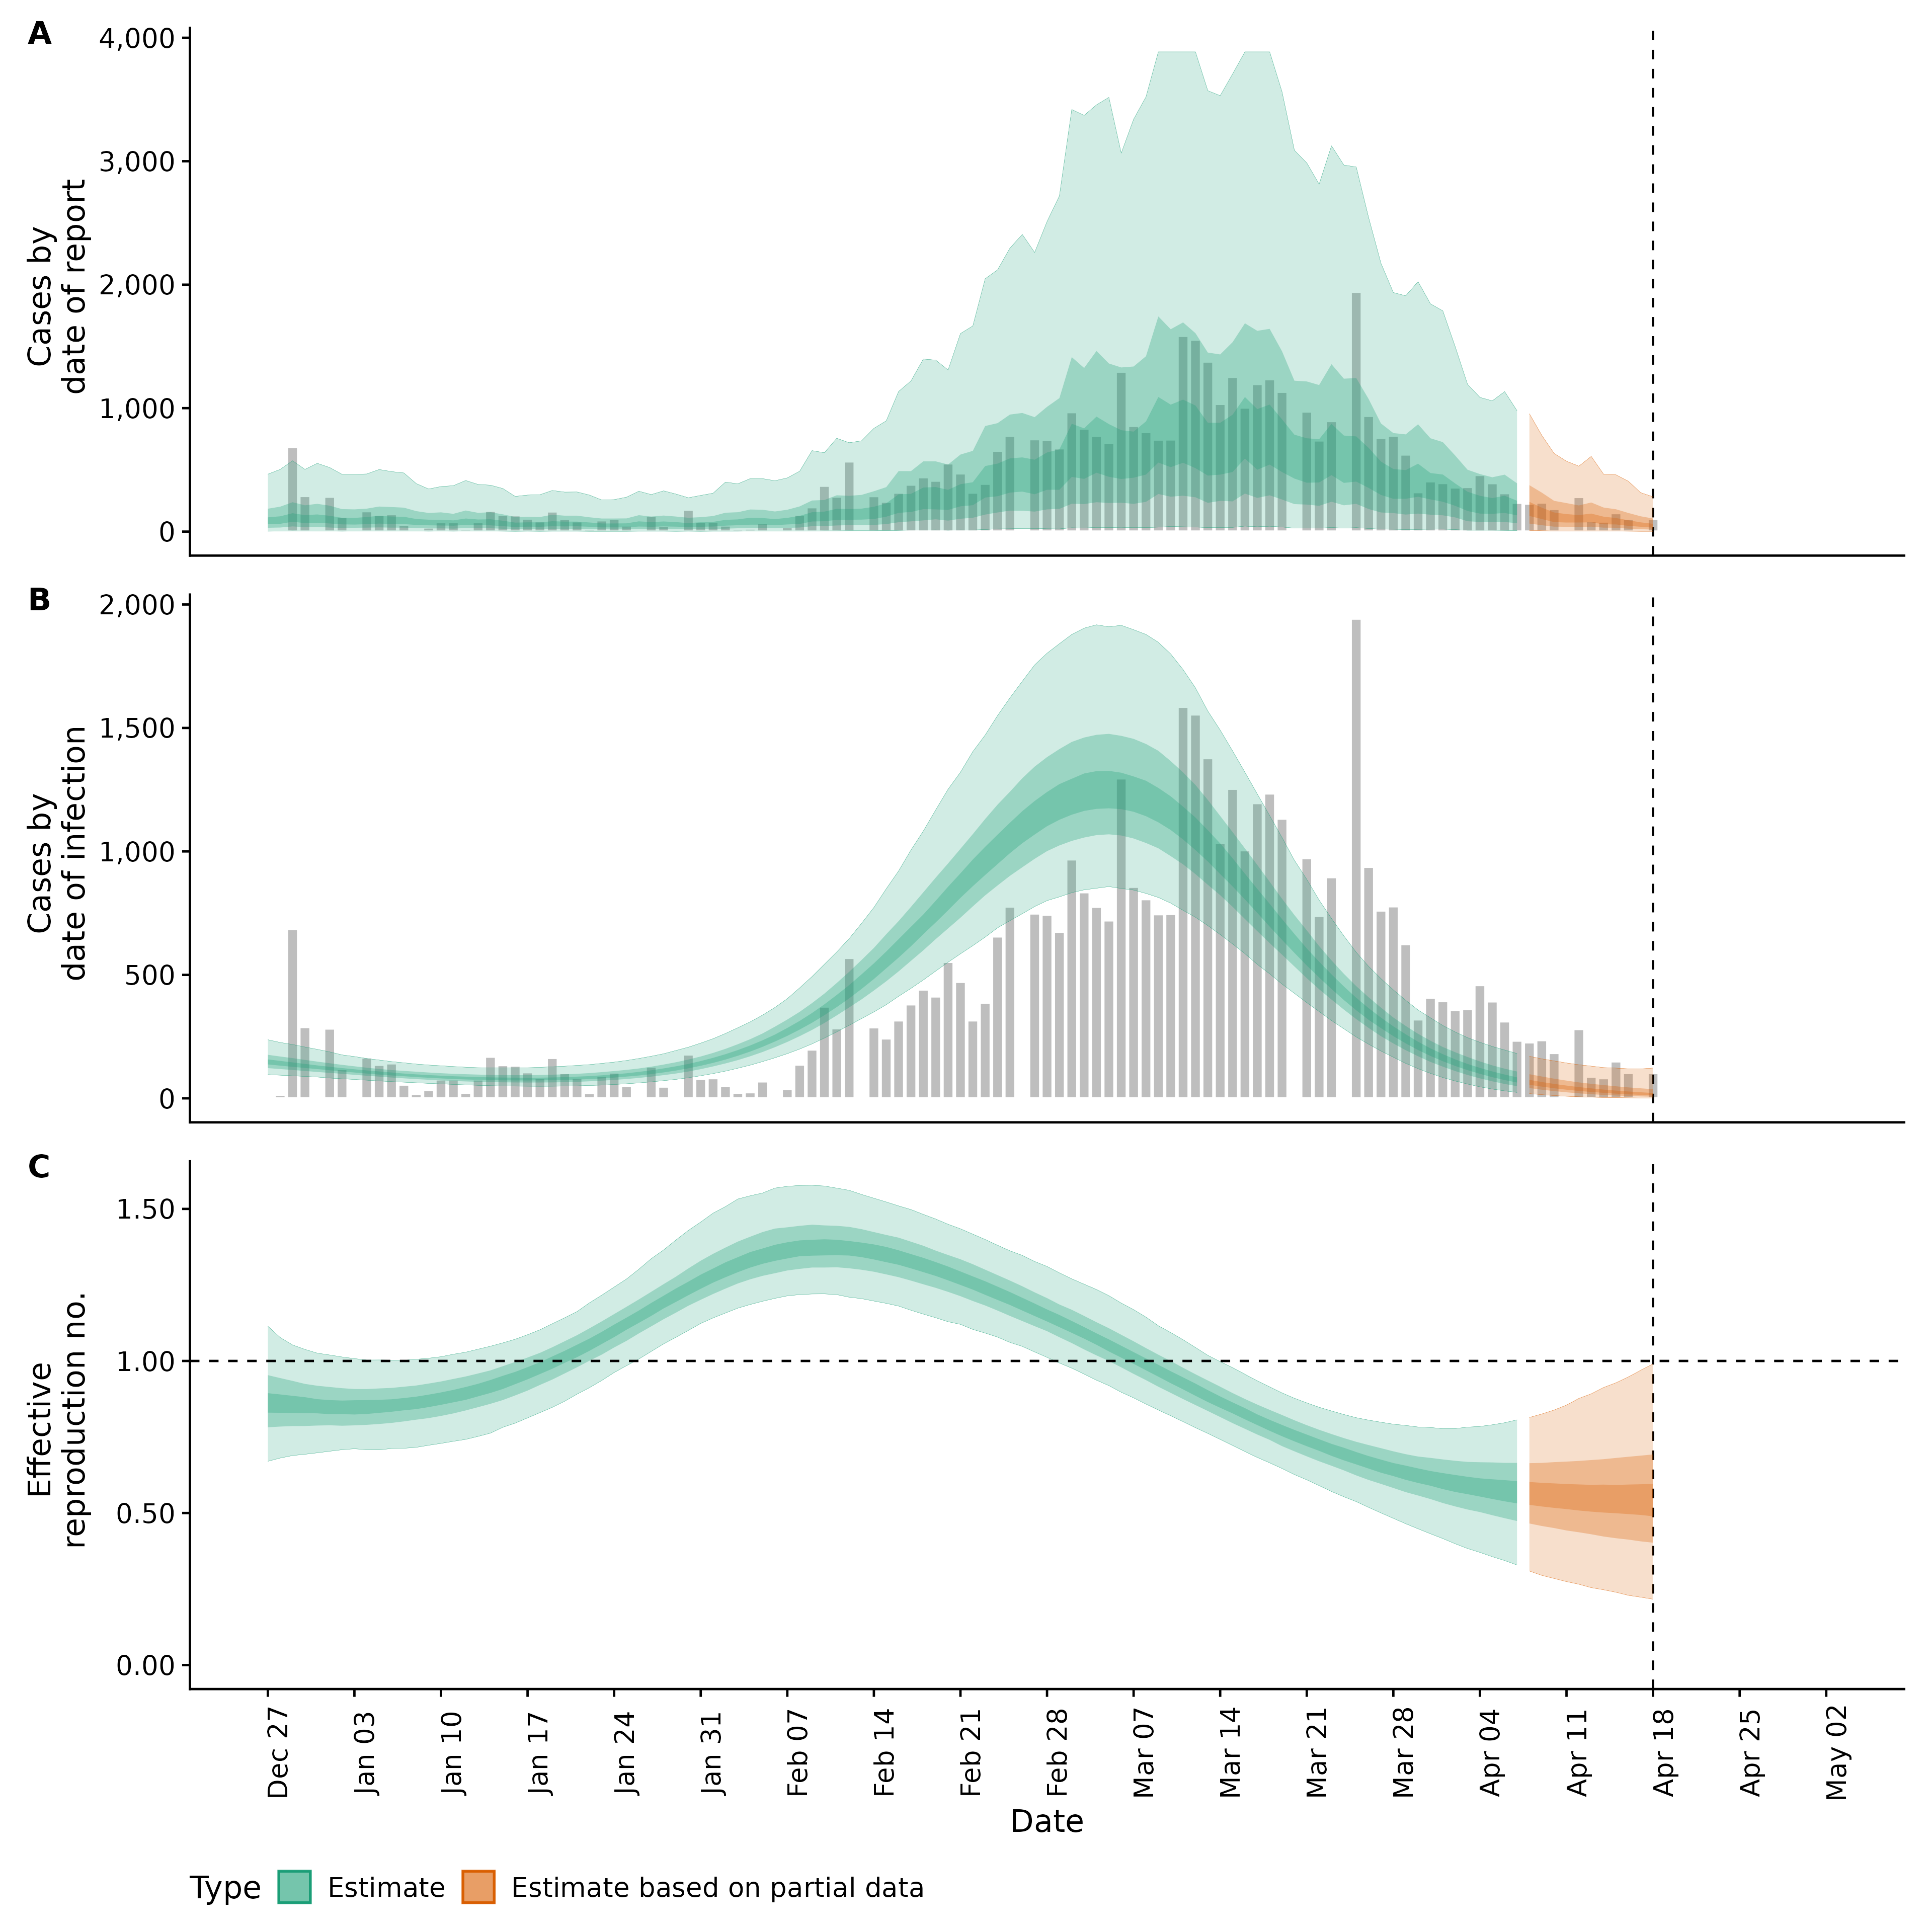 A
4,000
3,000
2,000
1,000
0
Cases by
date of report
B
2,000
1,500
1,000
500
0
Cases by
date of infection
C
1.50
1.00
0.50
0.00
Effective
reproduction no.
Dec 27
Jan 03
Jan 10
Jan 17
Jan 24
Jan 31
Feb 07
Feb 14
Feb 21
Feb 28
Mar 07
Mar 14
Mar 21
Mar 28
Apr 04
Apr 11
Apr 18
Apr 25
May 02
Date
Type Estimate Estimate based on partial data